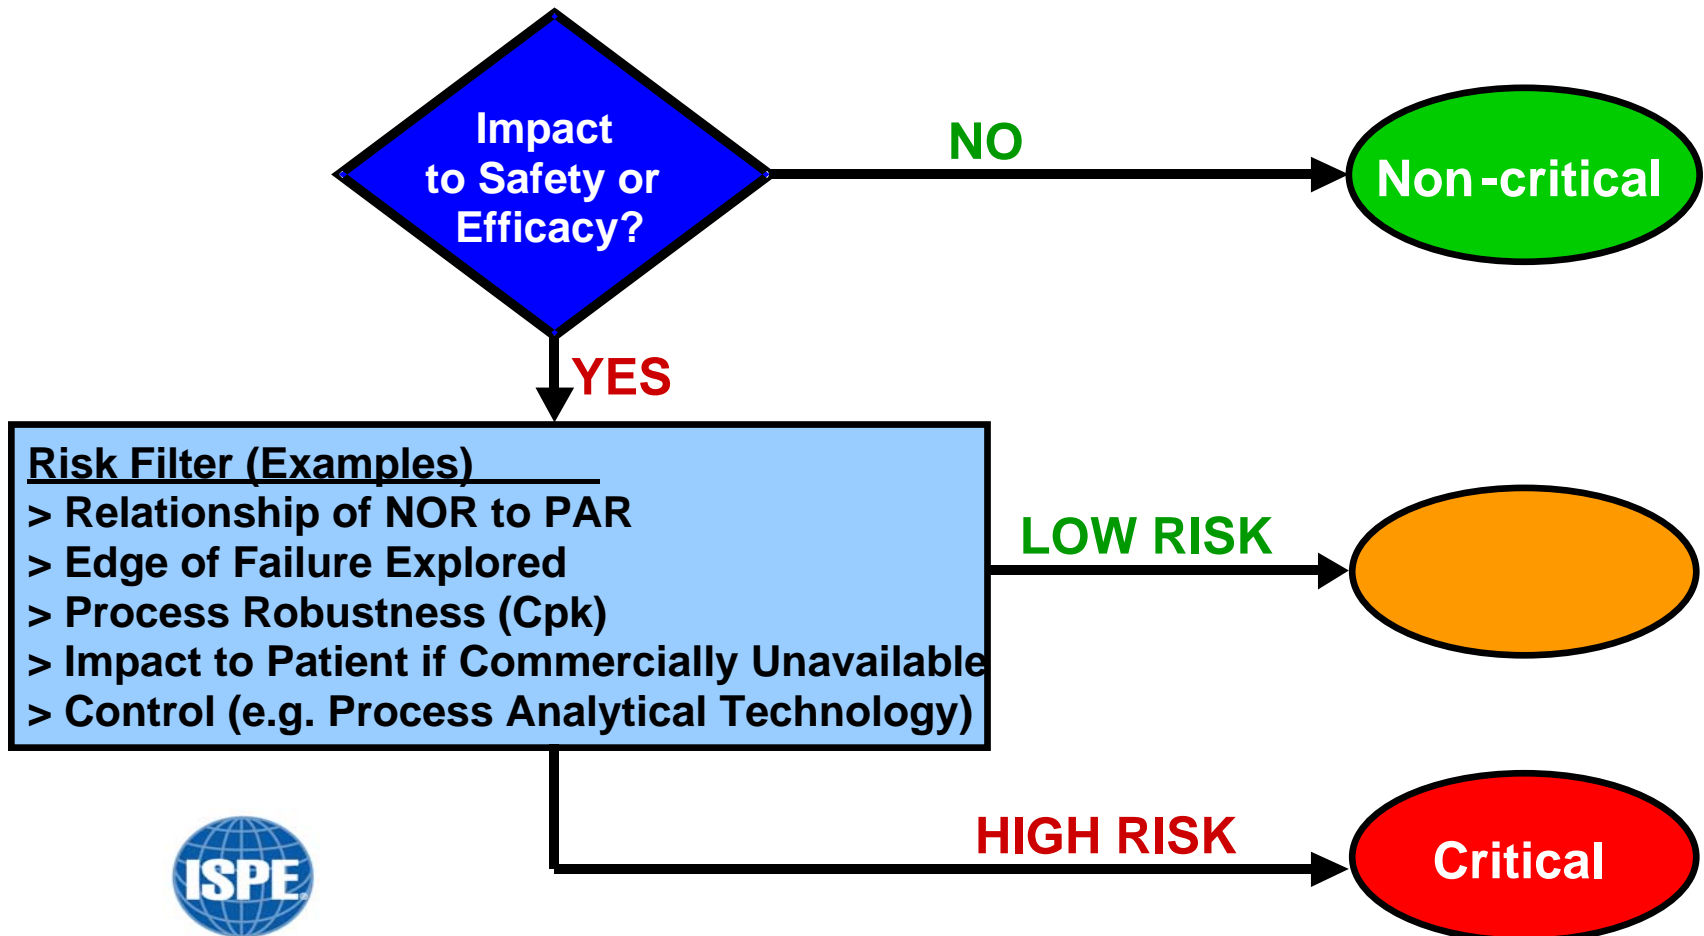 Impact
to Safety or
Efficacy?
NO
Non-critical
YES
Risk Filter (Examples)
> Relationship of NOR to PAR
> Edge of Failure Explored
> Process Robustness (Cpk)
> Impact to Patient if Commercially Unavailable
> Control (e.g. Process Analytical Technology)
LOW RISK
HIGH RISK
Critical
ISPE®